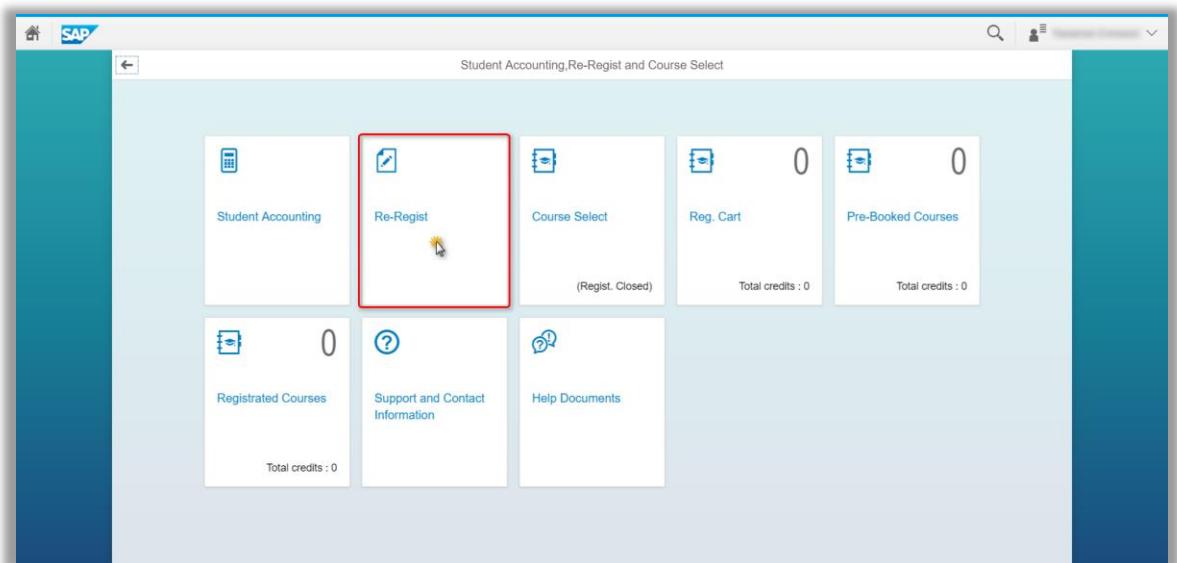 SAP
Student Accounting,Re-Regist and Course Select
Student Accounting
Re-Regist
Course Select
(Regist. Closed)
0
Reg. Cart
Total credits : 0
0
Pre-Booked Courses
Total credits : 0
0
Registrated Courses
Total credits : 0
Support and Contact
Information
Help Documents